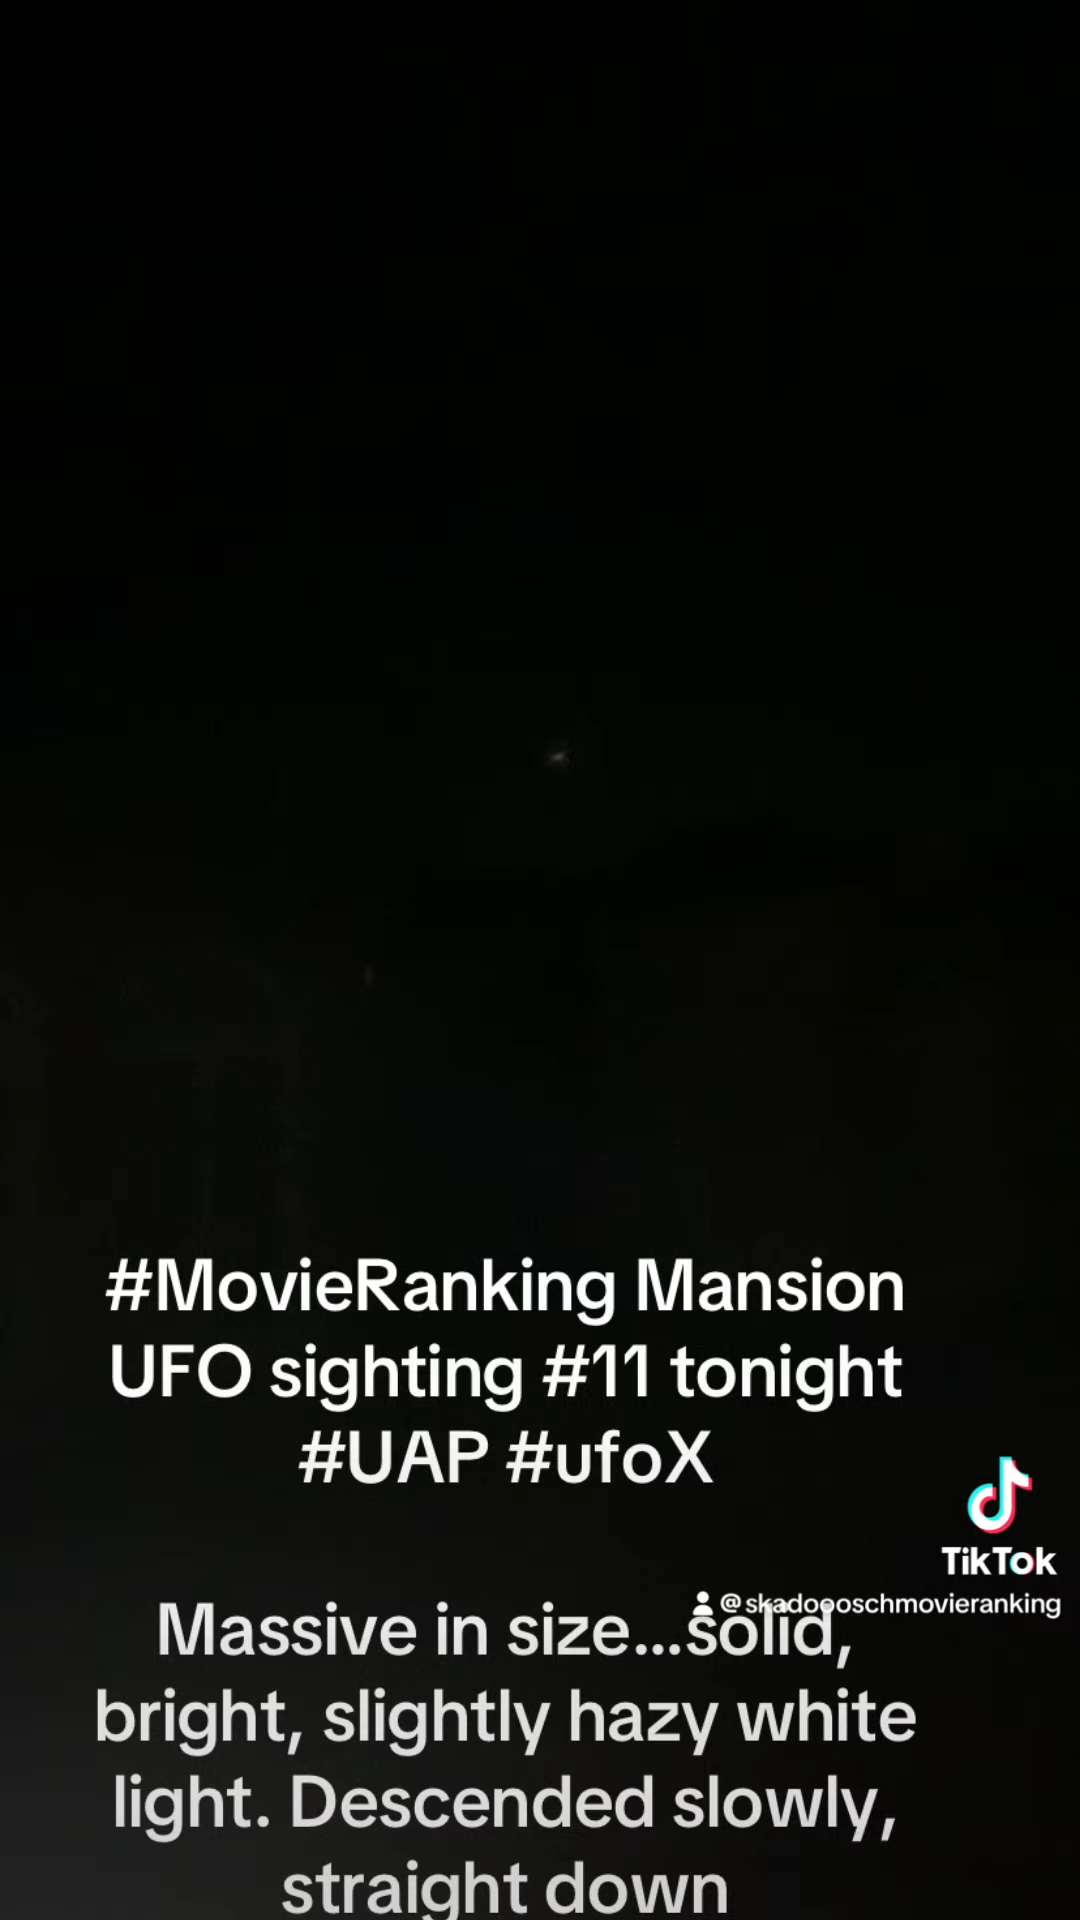 #MovieRanking Mansion
UFO sighting #11 tonight
#UAP #ufoX
TikTok
@skadoooschmovieranking
Massive in size...solid,
bright, slightly hazy white
light. Descended slowly,
straight down